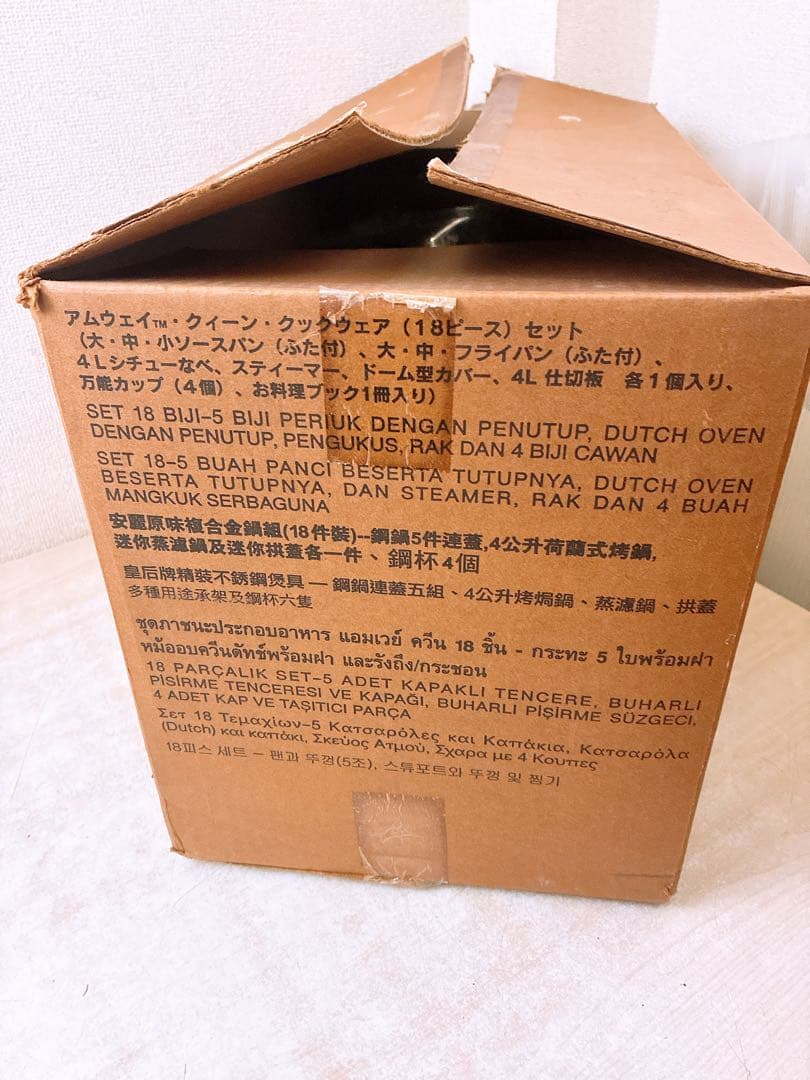 アムウェイ™・クィーン・クックウェア（18ピース）セット
（大・中・小ソースパン（ふた付）、大・中・フライパン（ふた付）、
4Lシチューなべ、スティーマー、ドーム型カバー、4L 仕切板　各1個入り、
万能カップ（4個）、お料理ブック1冊入り）
SET 18 BIJI-5 BIJI PERIUK DENGAN PENUTUP, DUTCH OVEN
DENGAN PENUTUP, PENGUKUS, RAK DAN 4 BIJI CAWAN
SET 18-5 BUAH PANCI BESERTA TUTUPNYA, DUTCH OVEN
BESERTA TUTUPNYA, DAN STEAMER, RAK DAN 4 BUAH
MANGKUK SERBAGUNA
安麗原味複合金鍋組(18件裝)--鋼鍋5件連蓋,4公升荷蘭式烤鍋,
迷你蒸濾鍋及迷你拱蓋各一件、鋼杯4個
皇后牌精裝不銹鋼煲具 — 鋼鍋連蓋五組、4公升烤焗鍋、蒸濾鍋、拱蓋
多種用途承架及鋼杯六隻
ชุดภาชนะประกอบอาหาร แอมเวย์ ควีน 18 ชิ้น - กระทะ 5 ใบพร้อมฝา
หม้ออบควีนดัทช์พร้อมฝา และรังถึง/กระชอน
18 PARÇALIK SET-5 ADET KAPAKLI TENCERE, BUHARLI
PİSİRME TENCERESI VE KAPAĞI, BUHARLI PİŞİRME SÜZGECİ,
4 ADET KAP VE TAŞITICI PARÇA
Σετ 18 Τεμαχίων-5 Κατσαρόλες και Καπάκια, Κατσαρόλα
(Dutch) και καπάκι, Σκεύος Ατμού, Σχαρα με 4 Κουπες
18피스 세트 – 팬과 뚜껑(5조), 스튜포트와 뚜껑 및 찜기